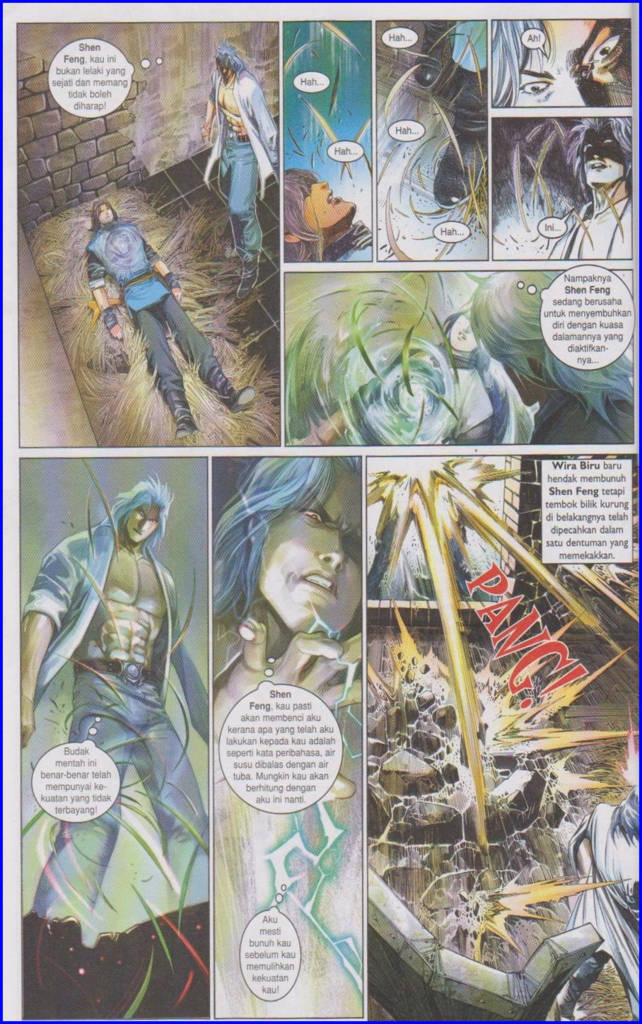 Shen
Feng, kau ini
bukan lelaki yang
sejati dan memang
tidak boleh
diharap!
Hah...
Hah...
Hah...
Hah...
Hah...
Ah!
Ini...
Nampaknya
Shen Feng
sedang berusaha
untuk menyembuhkan
diri dengan kuasa
dalamannya yang
diaktifkan-
nya...
Budak
mentah ini
benar-benar telah
mempunyai ke-
kuatan yang tidak
terbayang!
Shen
Feng, kau pasti
akan membenci aku
kerana apa yang telah aku
lakukan kepada kau adalah
seperti kata peribahasa, air
susu dibalas dengan air
tuba. Mungkin kau akan
berhitung dengan
aku ini nanti.
Aku
mesti
bunuh kau
sebelum kau
memulihkan
kekuatan
kau!
Wira Biru baru
hendak membunuh
Shen Feng tetapi
tembok bilik kurung
di belakangnya telah
dipecahkan dalam
satu dentuman yang
memekakkan.
PANG!